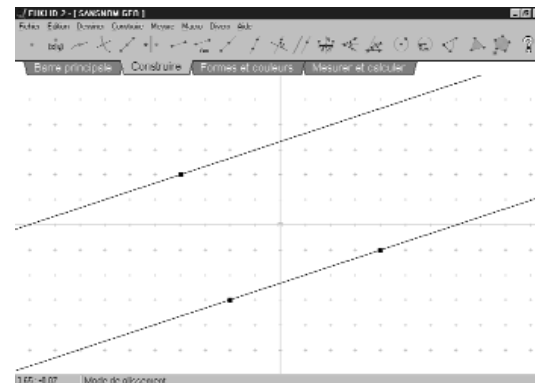 EUKLID 2 - [ SANSNOM.GEO ]
Fichier Edition Dessiner Construire Mesure Macro Divers Aide
Barre principale Construire Formes et couleurs Mesurer et calculer
Mode de glissement